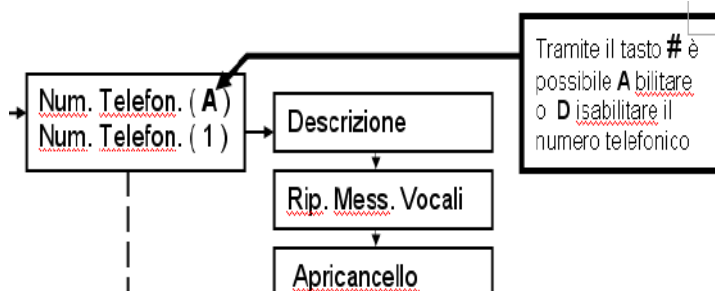 Num. Telefon. ( A )
Num. Telefon. ( 1 )
Descrizione
Rip. Mess. Vocali
Apricancello
Tramite il tasto # è
possibile A bilitare
o D isabilitare il
numero telefonico